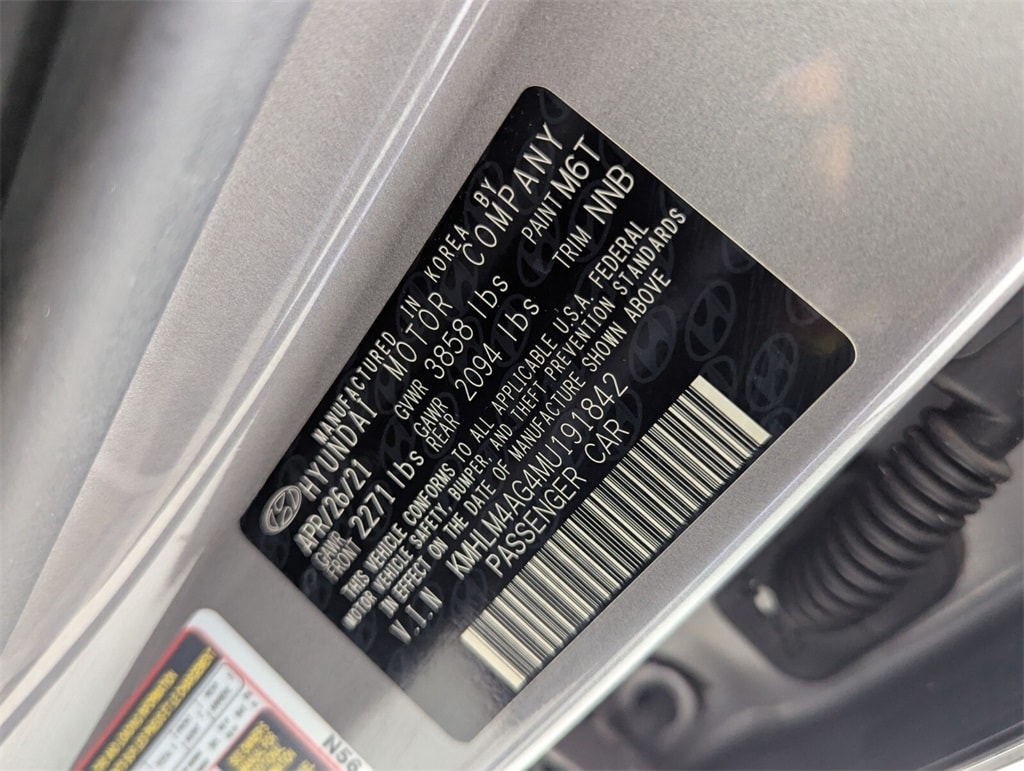 MANUFACTURED IN KOREA BY
HYUNDAI MOTOR COMPANY
APR/26/21 GVWR 3858 lbs PAINT M6T
GAWR FRONT 2271 lbs GAWR REAR 2094 lbs TRIM NNB
THIS VEHICLE CONFORMS TO ALL APPLICABLE U.S.A. FEDERAL
MOTOR VEHICLE SAFETY, BUMPER, AND THEFT PREVENTION STANDARDS
IN EFFECT ON THE DATE OF MANUFACTURE SHOWN ABOVE
V.I.N KMHLM4AG4MU191842
PASSENGER CAR
N56